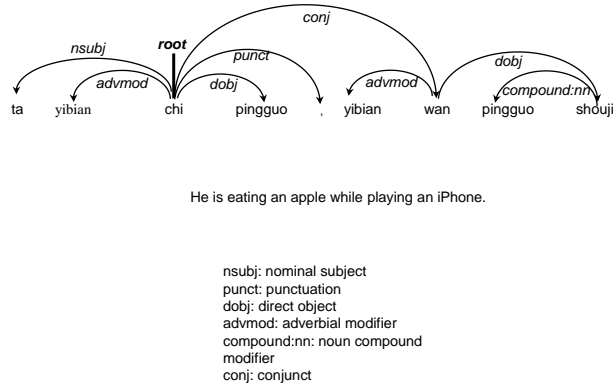 conj
root
nsubj
punct
dobj
advmod
dobj
advmod
compound:nn
ta yibian chi pingguo , yibian wan pingguo shouji
He is eating an apple while playing an iPhone.
nsubj: nominal subject
punct: punctuation
dobj: direct object
advmod: adverbial modifier
compound:nn: noun compound
modifier
conj: conjunct